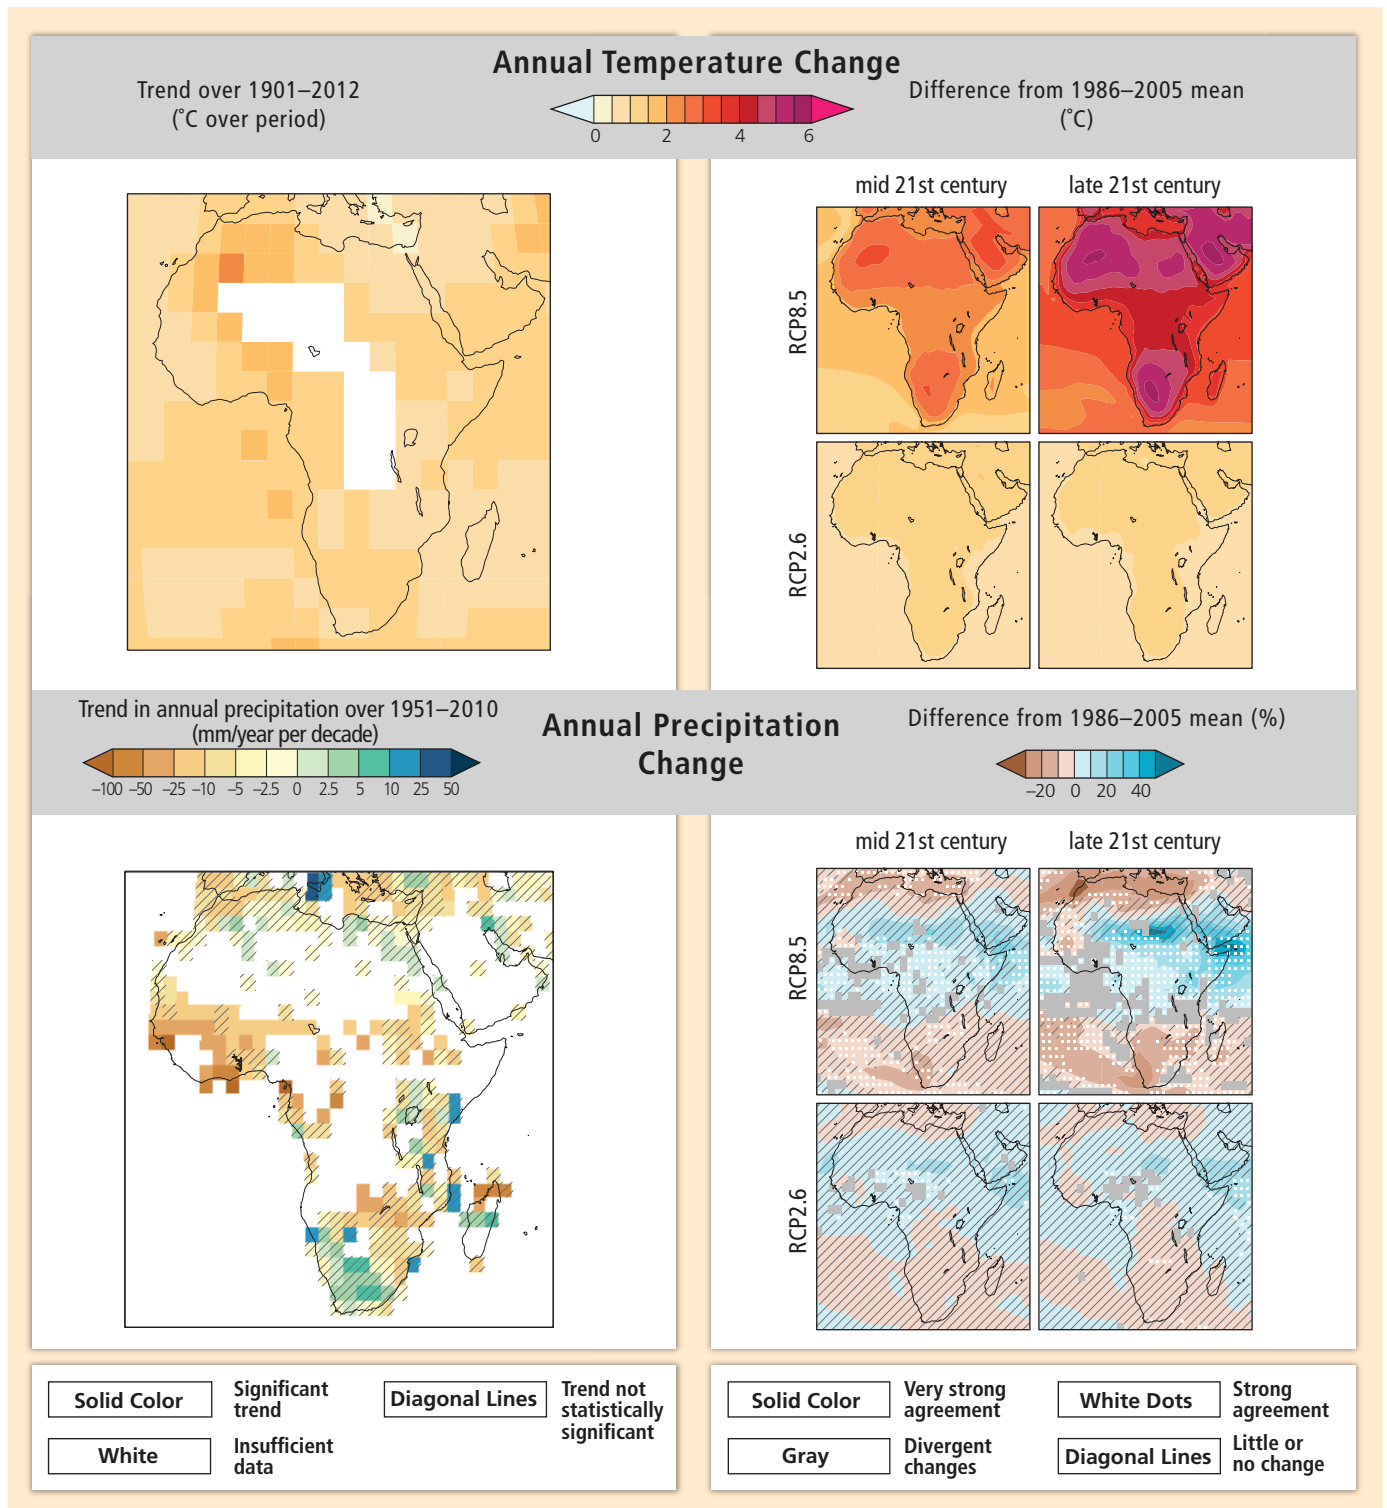 Annual Temperature Change
Trend over 1901–2012
(˚C over period)
0 2 4 6
Difference from 1986–2005 mean
(˚C)
mid 21st century late 21st century
RCP8.5
RCP2.6
Trend in annual precipitation over 1951–2010
(mm/year per decade)
–100 –50 –25 –10 –5 –2.5 0 2.5 5 10 25 50
Annual Precipitation
Change
Difference from 1986–2005 mean (%)
–20 0 20 40
mid 21st century late 21st century
RCP8.5
RCP2.6
Solid Color
Significant
trend
Diagonal Lines
Trend not
statistically
significant
White
Insufficient
data
Solid Color
Very strong
agreement
White Dots
Strong
agreement
Gray
Divergent
changes
Diagonal Lines
Little or
no change